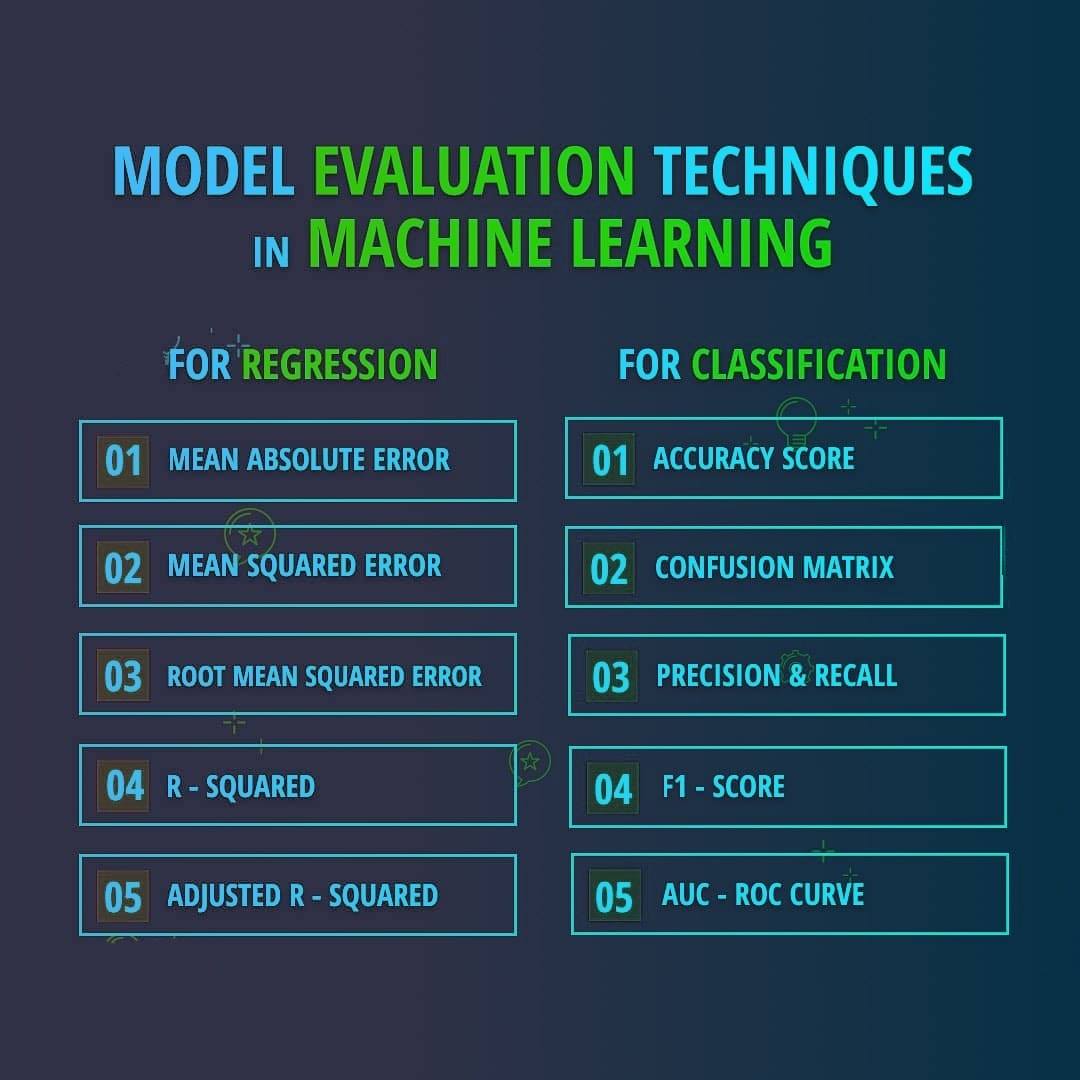 MODEL EVALUATION TECHNIQUES
IN MACHINE LEARNING
FOR REGRESSION
01 MEAN ABSOLUTE ERROR
02 MEAN SQUARED ERROR
03 ROOT MEAN SQUARED ERROR
04 R - SQUARED
05 ADJUSTED R - SQUARED
FOR CLASSIFICATION
01 ACCURACY SCORE
02 CONFUSION MATRIX
03 PRECISION & RECALL
04 F1 - SCORE
05 AUC - ROC CURVE